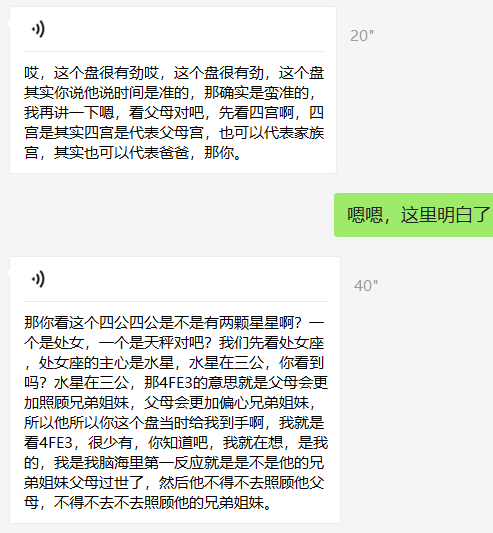 20"
哎，这个盘很有劲哎，这个盘很有劲，这个盘
其实你说他说时间是准的，那确实是蛮准的，
我再讲一下嗯，看父母对吧，先看四宫啊，四
宫是其实四宫是代表父母宫，也可以代表家族
宫，其实也可以代表爸爸，那你。
嗯嗯，这里明白了
40"
那你看这个四公四公是不是有两颗星星啊？一
个是处女，一个是天秤对吧？我们先看处女座
，处女座的主心是水星，水星在三公，你看到
吗？水星在三公，那4FE3的意思就是父母会更
加照顾兄弟姐妹，父母会更加偏心兄弟姐妹，
所以他所以你这个盘当时给我到手啊，我就是
看4FE3，很少有，你知道吧，我就在想，是我
的，我是我脑海里第一反应就是是不是他的兄
弟姐妹父母过世了，然后他不得不去照顾他父
母，不得不去不去照顾他的兄弟姐妹。